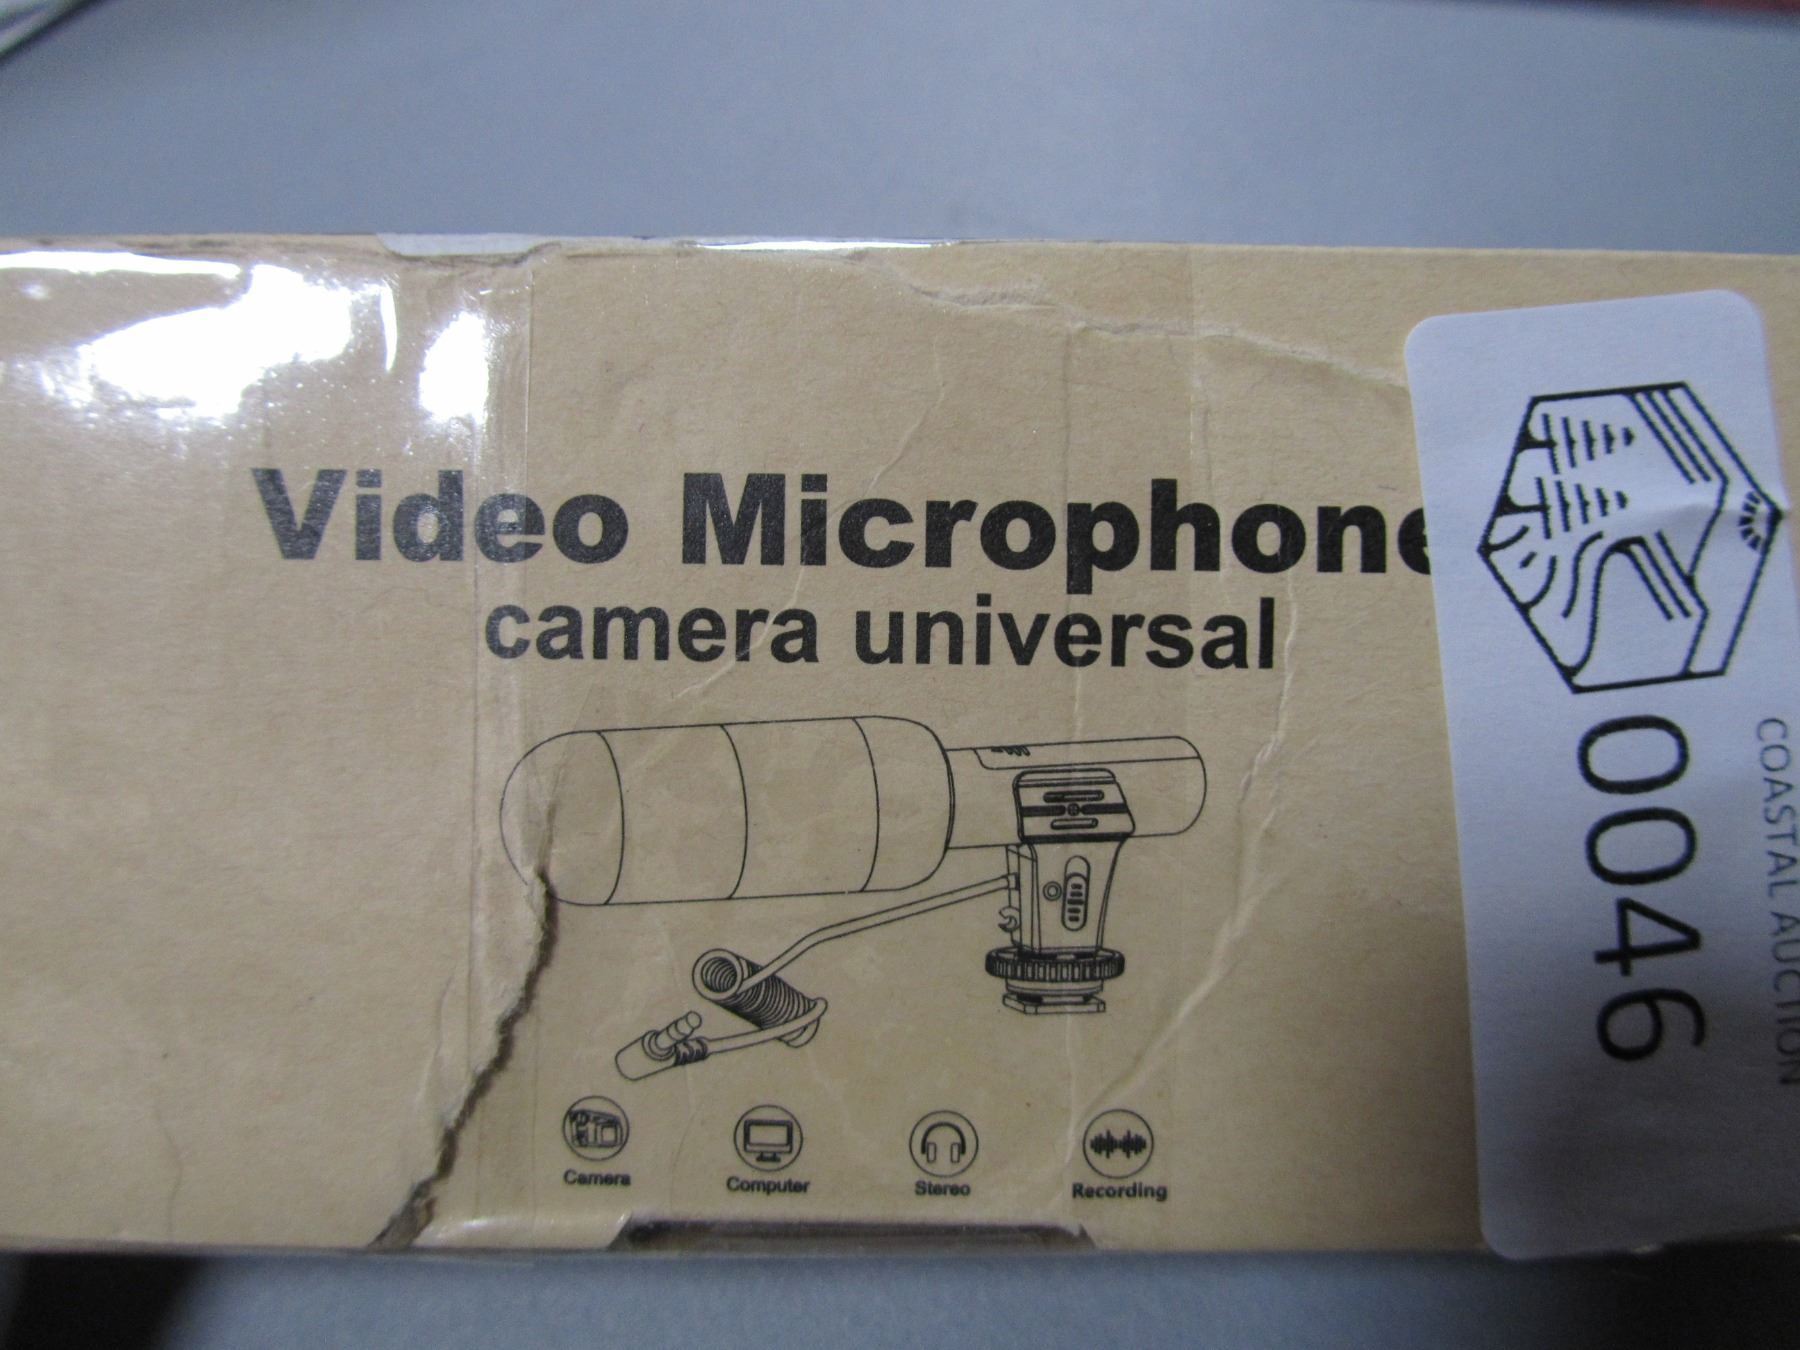 Video Microphone
camera universal
Camera
Computer
Stereo
Recording
0046
COASTAL AUCTION